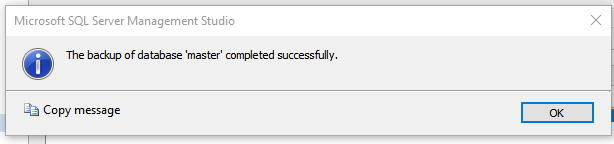 Microsoft SQL Server Management Studio
The backup of database 'master' completed successfully.
Copy message
OK